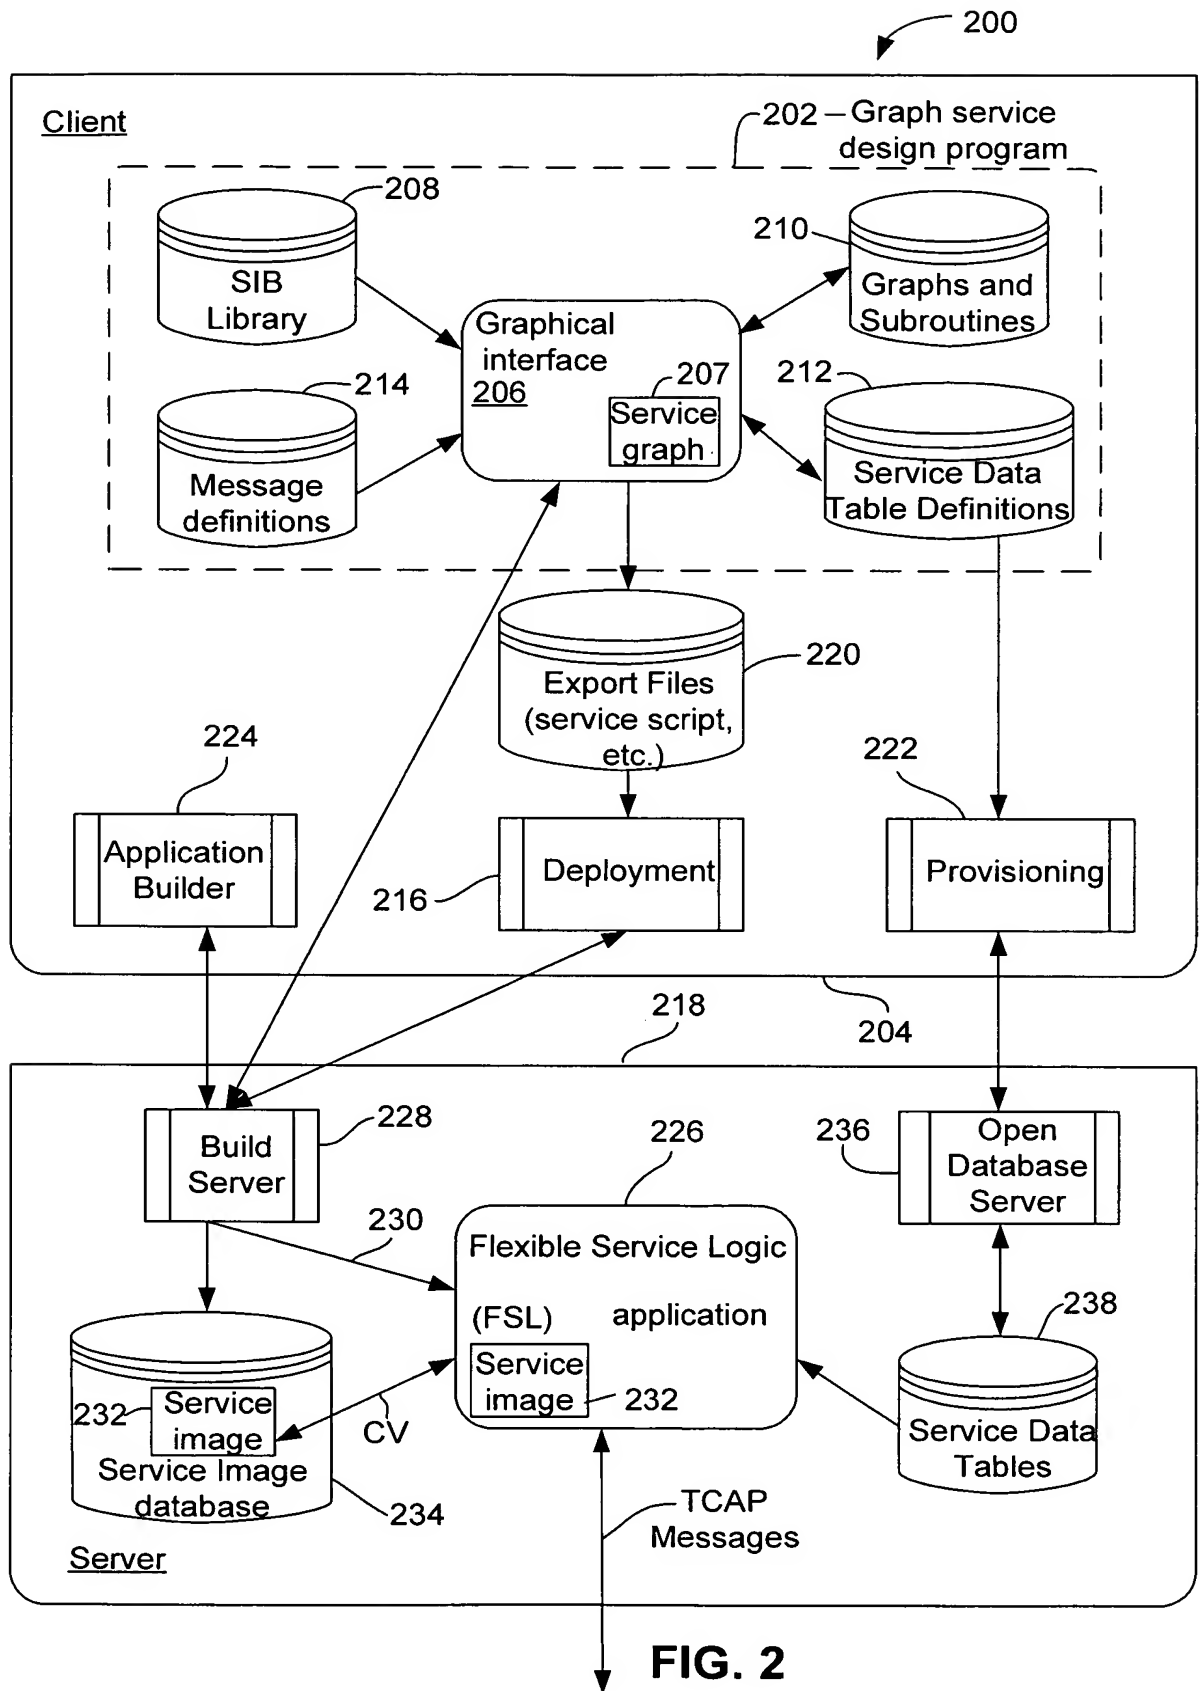 200
Client
202 – Graph service
design program
208
SIB
Library
210
Graphs and
Subroutines
Graphical
interface
206
207
Service
graph
214
Message
definitions
212
Service Data
Table Definitions
220
Export Files
(service script,
etc.)
224
Application
Builder
216
Deployment
222
Provisioning
204
218
228
Build
Server
226
236
Open
Database
Server
230
Flexible Service Logic
(FSL) application
Service
image
232
238
Service Data
Tables
232
Service
image
CV
Service Image
database
234
TCAP
Messages
Server
FIG. 2